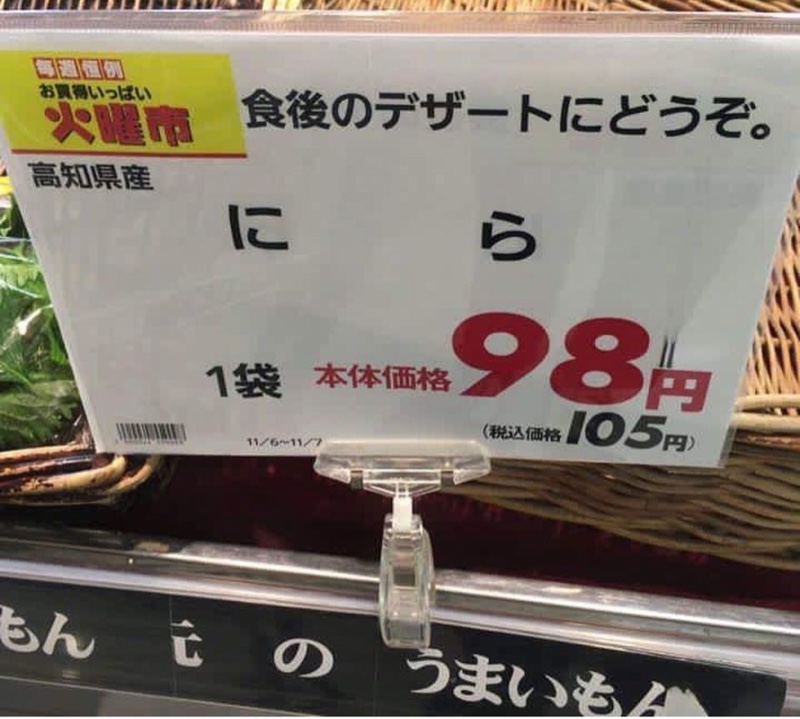 毎週恒例
お買得いっぱい
火曜市
食後のデザートにどうぞ。
高知県産
にら
1袋 本体価格98円
(税込価格105円)
11/6~11/7
もん 元のうまいもん